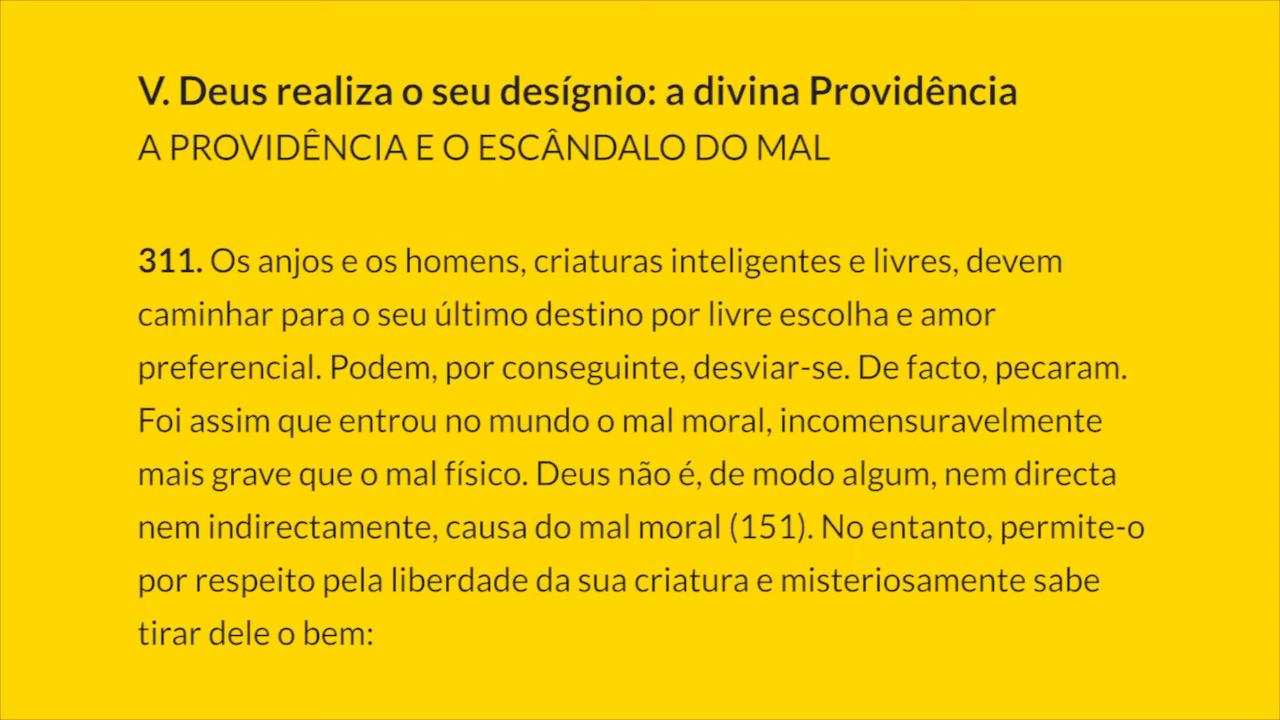 V. Deus realiza o seu desígnio: a divina Providência
A PROVIDÊNCIA E O ESCÂNDALO DO MAL
311. Os anjos e os homens, criaturas inteligentes e livres, devem
caminhar para o seu último destino por livre escolha e amor
preferencial. Podem, por conseguinte, desviar-se. De facto, pecaram.
Foi assim que entrou no mundo o mal moral, incomensuravelmente
mais grave que o mal físico. Deus não é, de modo algum, nem directa
nem indirectamente, causa do mal moral (151). No entanto, permite-o
por respeito pela liberdade da sua criatura e misteriosamente sabe
tirar dele o bem: